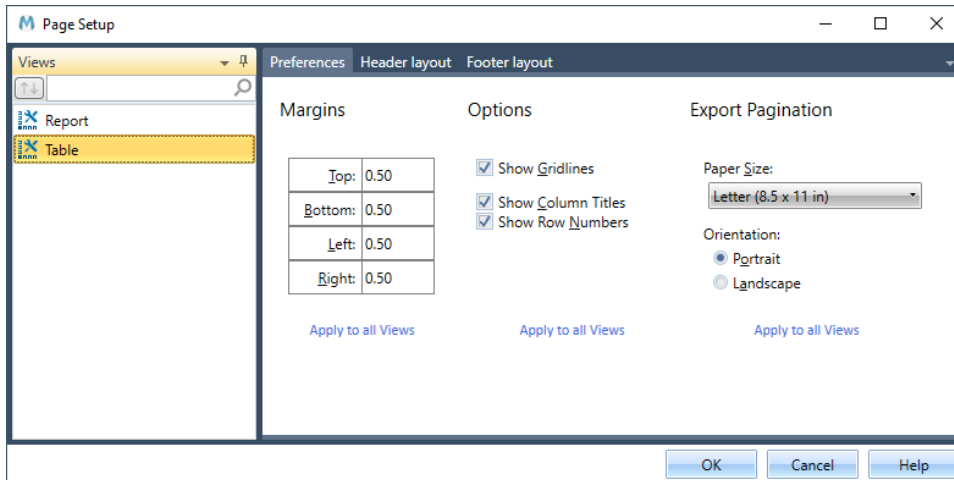 Page Setup
Views
Report
Table
Preferences Header layout Footer layout
Margins
Top: 0.50
Bottom: 0.50
Left: 0.50
Right: 0.50
Apply to all Views
Options
Show Gridlines
Show Column Titles
Show Row Numbers
Apply to all Views
Export Pagination
Paper Size:
Letter (8.5 x 11 in)
Orientation:
Portrait
Landscape
Apply to all Views
OK Cancel Help